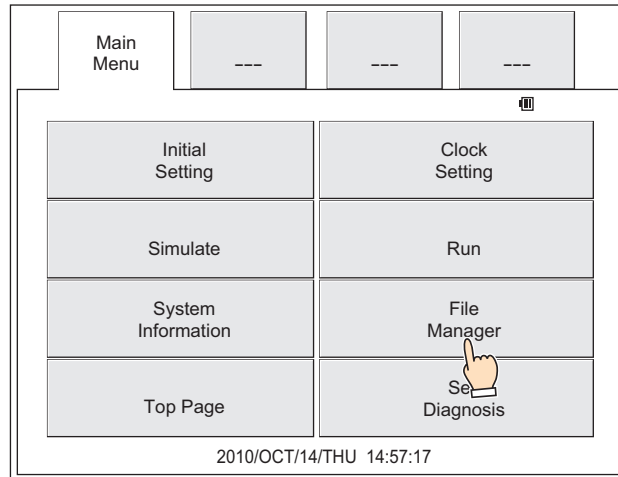 Main
Menu
---
---
---
Initial
Setting
Clock
Setting
Simulate
Run
System
Information
File
Manager
Top Page
Diagnosis
2010/OCT/14/THU 14:57:17